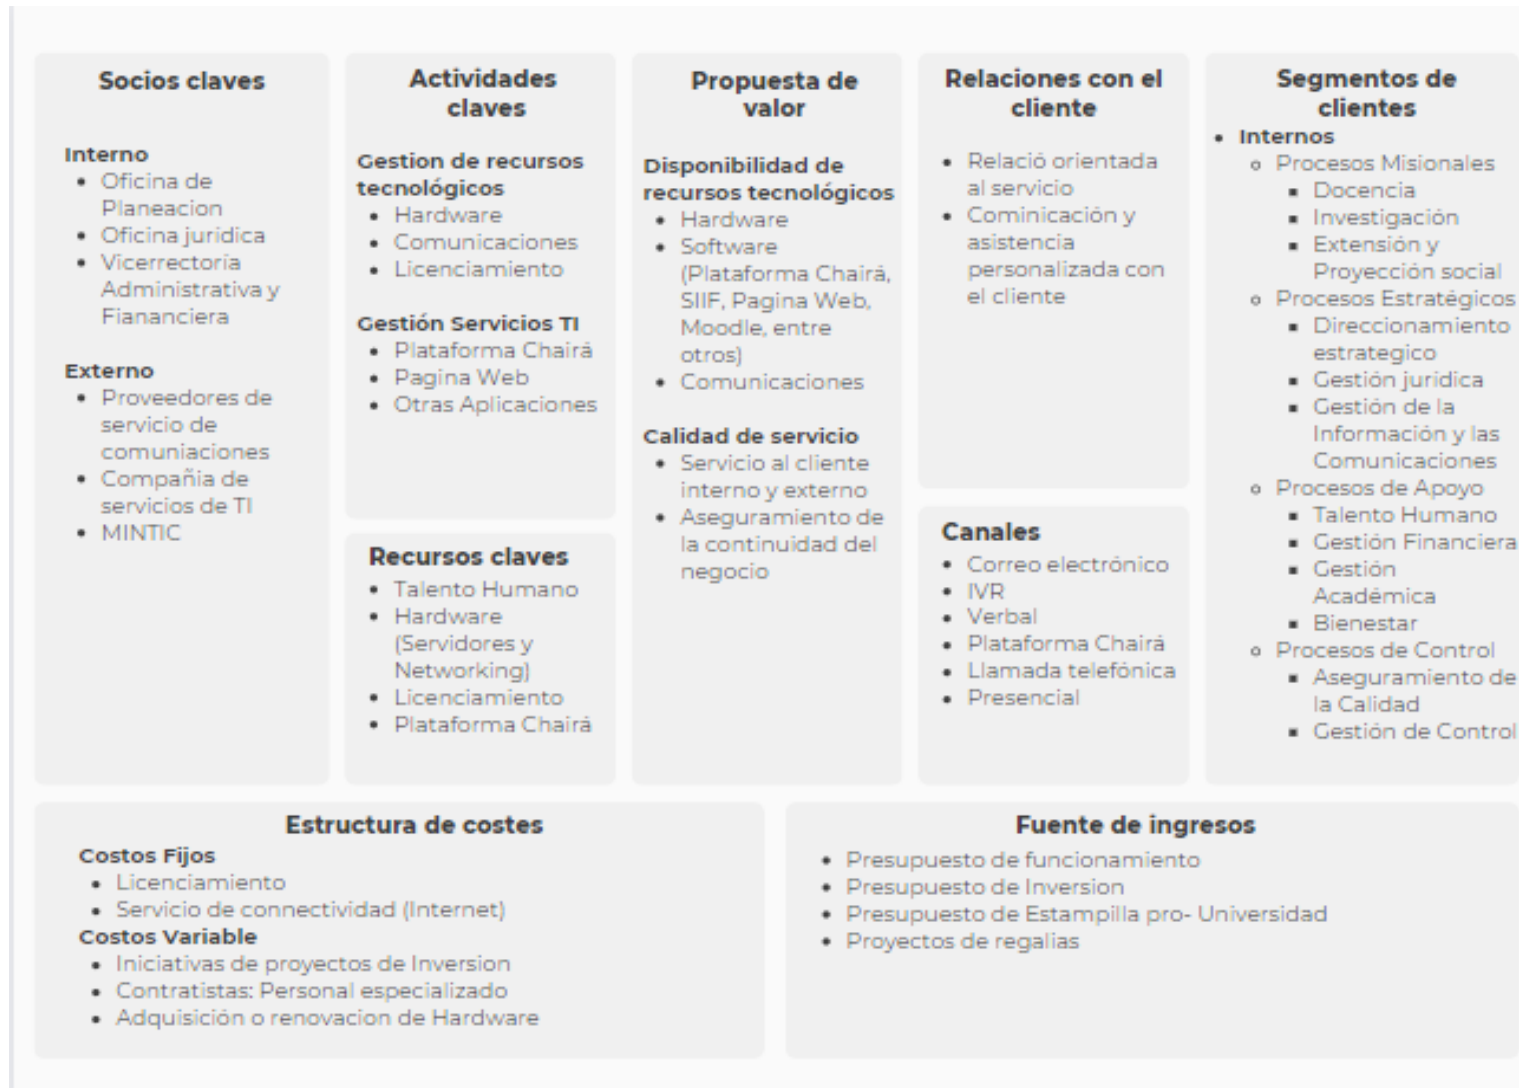 Socios claves
Interno
• Oficina de
Planeacion
• Oficina juridica
• Vicerrectoría
Administrativa y
Fiananciera
Externo
• Proveedores de
servicio de
comuniaciones
• Compañia de
servicios de TI
• MINTIC
Actividades
claves
Gestion de recursos
tecnológicos
• Hardware
• Comunicaciones
• Licenciamiento
Gestión Servicios TI
• Plataforma Chairá
• Pagina Web
• Otras Aplicaciones
Recursos claves
• Talento Humano
• Hardware
(Servidores y
Networking)
• Licenciamiento
• Plataforma Chairá
Propuesta de
valor
Disponibilidad de
recursos tecnológicos
• Hardware
• Software
(Plataforma Chairá,
SIIF, Pagina Web,
Moodle, entre
otros)
• Comunicaciones
Calidad de servicio
• Servicio al cliente
interno y externo
• Aseguramiento de
la continuidad del
negocio
Relaciones con el
cliente
• Relació orientada
al servicio
• Cominicación y
asistencia
personalizada con
el cliente
Canales
• Correo electrónico
• IVR
• Verbal
• Plataforma Chairá
• Llamada telefónica
• Presencial
Segmentos de
clientes
• Internos
○ Procesos Misionales
▪ Docencia
▪ Investigación
▪ Extensión y
Proyección social
○ Procesos Estratégicos
▪ Direccionamiento
estrategico
▪ Gestión juridica
▪ Gestión de la
Información y las
Comunicaciones
○ Procesos de Apoyo
▪ Talento Humano
▪ Gestión Financiera
▪ Gestión
Académica
▪ Bienestar
○ Procesos de Control
▪ Aseguramiento de
la Calidad
▪ Gestión de Control
Estructura de costes
Costos Fijos
• Licenciamiento
• Servicio de connectividad (Internet)
Costos Variable
• Iniciativas de proyectos de Inversion
• Contratistas: Personal especializado
• Adquisición o renovacion de Hardware
Fuente de ingresos
• Presupuesto de funcionamiento
• Presupuesto de Inversion
• Presupuesto de Estampilla pro- Universidad
• Proyectos de regalias